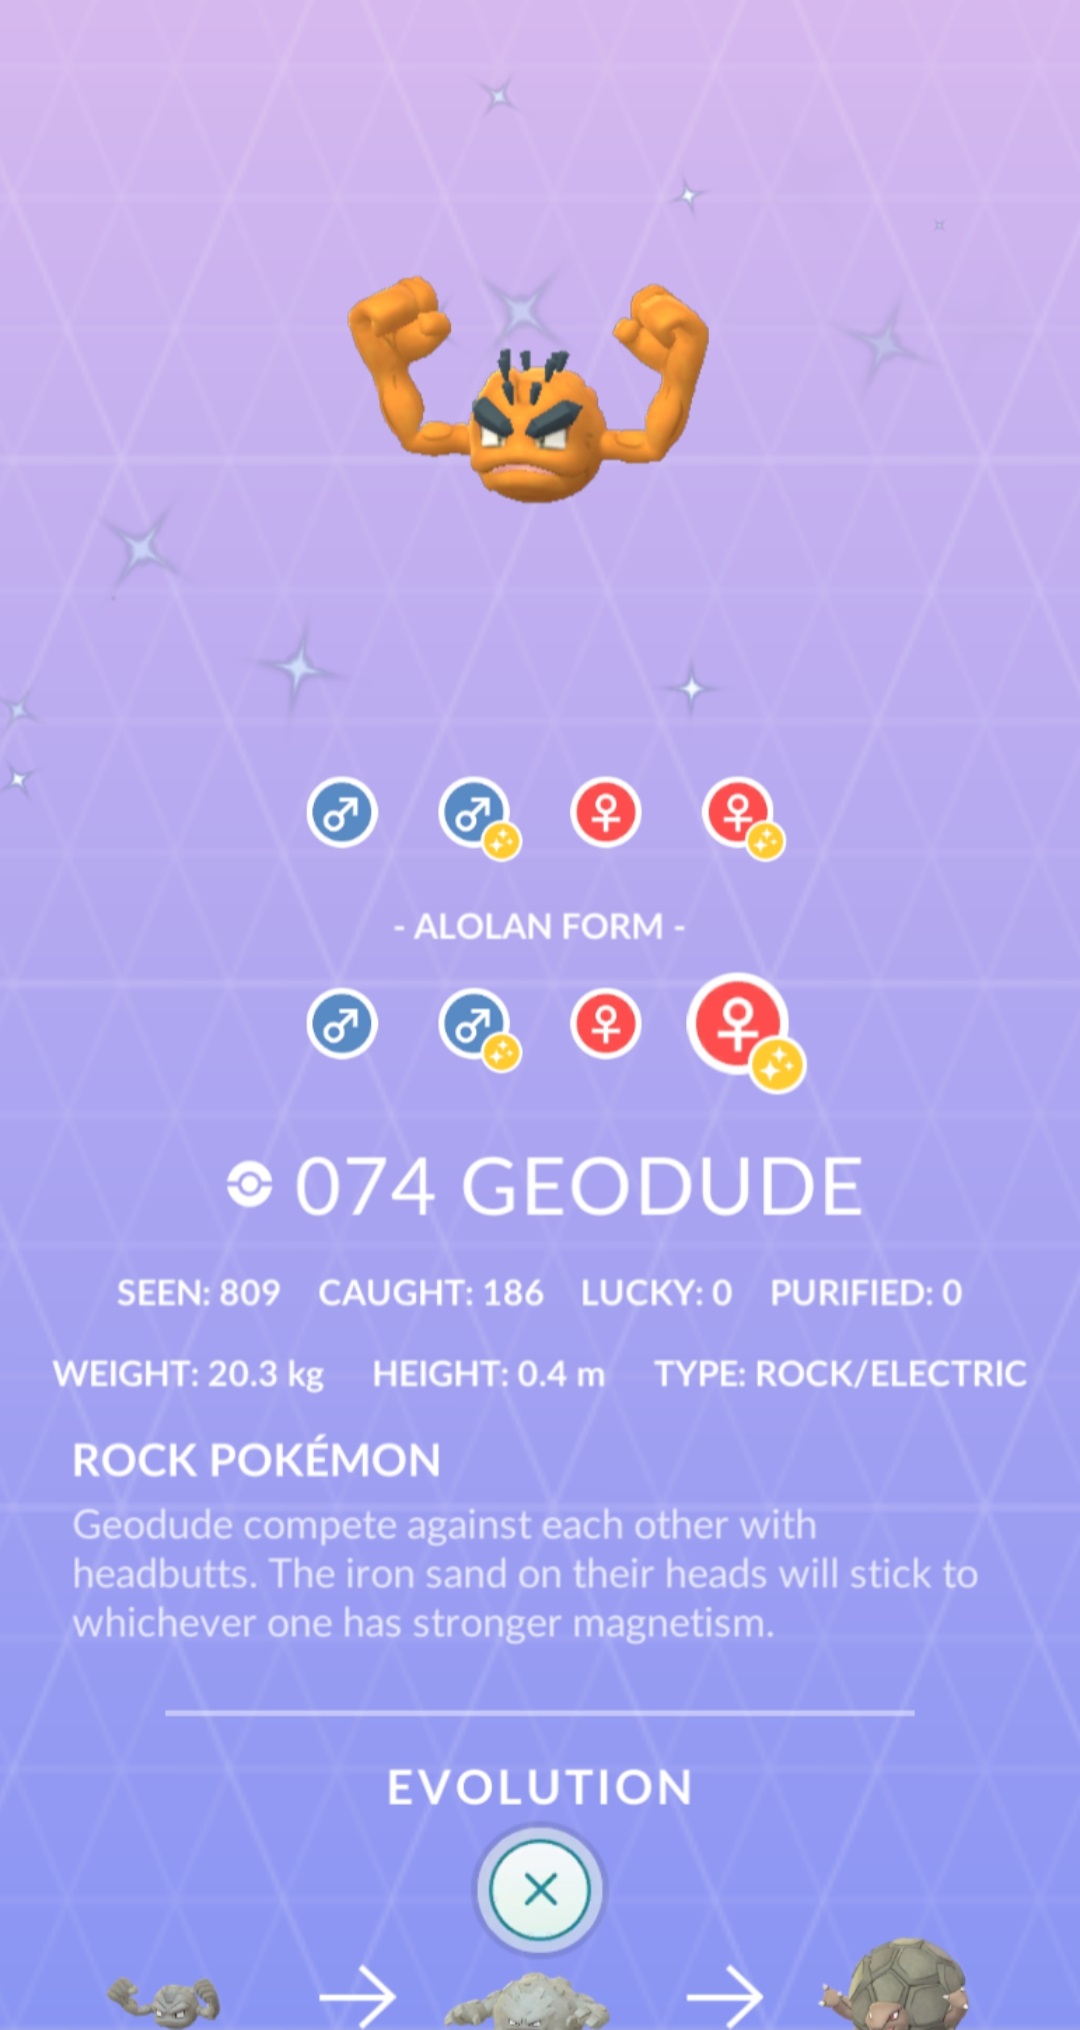 - ALOLAN FORM -
074 GEODUDE
SEEN: 809 CAUGHT: 186 LUCKY: 0 PURIFIED: 0
WEIGHT: 20.3 kg HEIGHT: 0.4 m TYPE: ROCK/ELECTRIC
ROCK POKÉMON
Geodude compete against each other with
headbutts. The iron sand on their heads will stick to
whichever one has stronger magnetism.
EVOLUTION